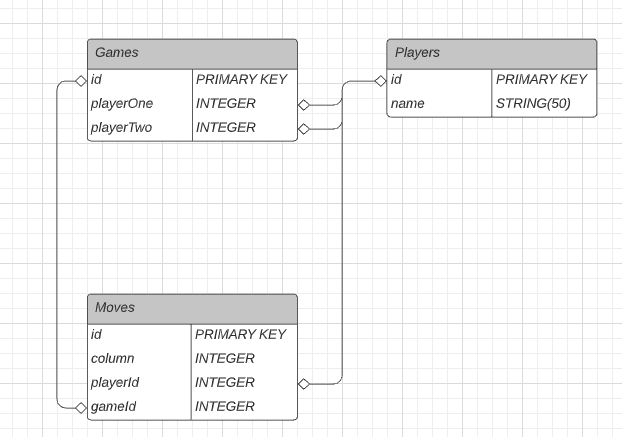 Games
id PRIMARY KEY
playerOne INTEGER
playerTwo INTEGER
Players
id PRIMARY KEY
name STRING(50)
Moves
id PRIMARY KEY
column INTEGER
playerId INTEGER
gameId INTEGER